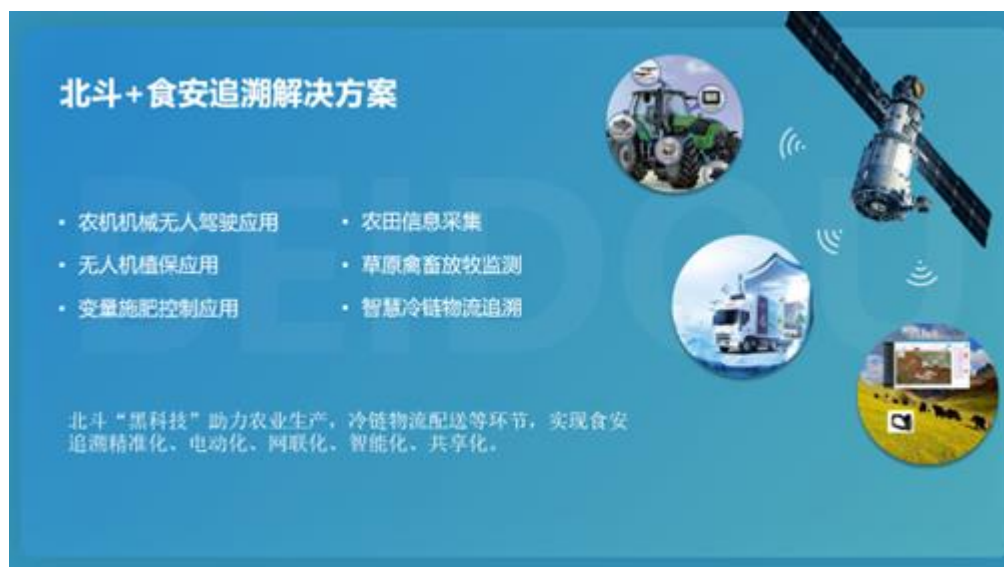 北斗+食安追溯解决方案
BEIDOU
• 农机机械无人驾驶应用
• 无人机植保应用
• 变量施肥控制应用
• 农田信息采集
• 草原禽畜放牧监测
• 智慧冷链物流追溯
北斗“黑科技”助力农业生产，冷链物流配送等环节，实现食安
追溯精准化、电动化、网联化、智能化、共享化。